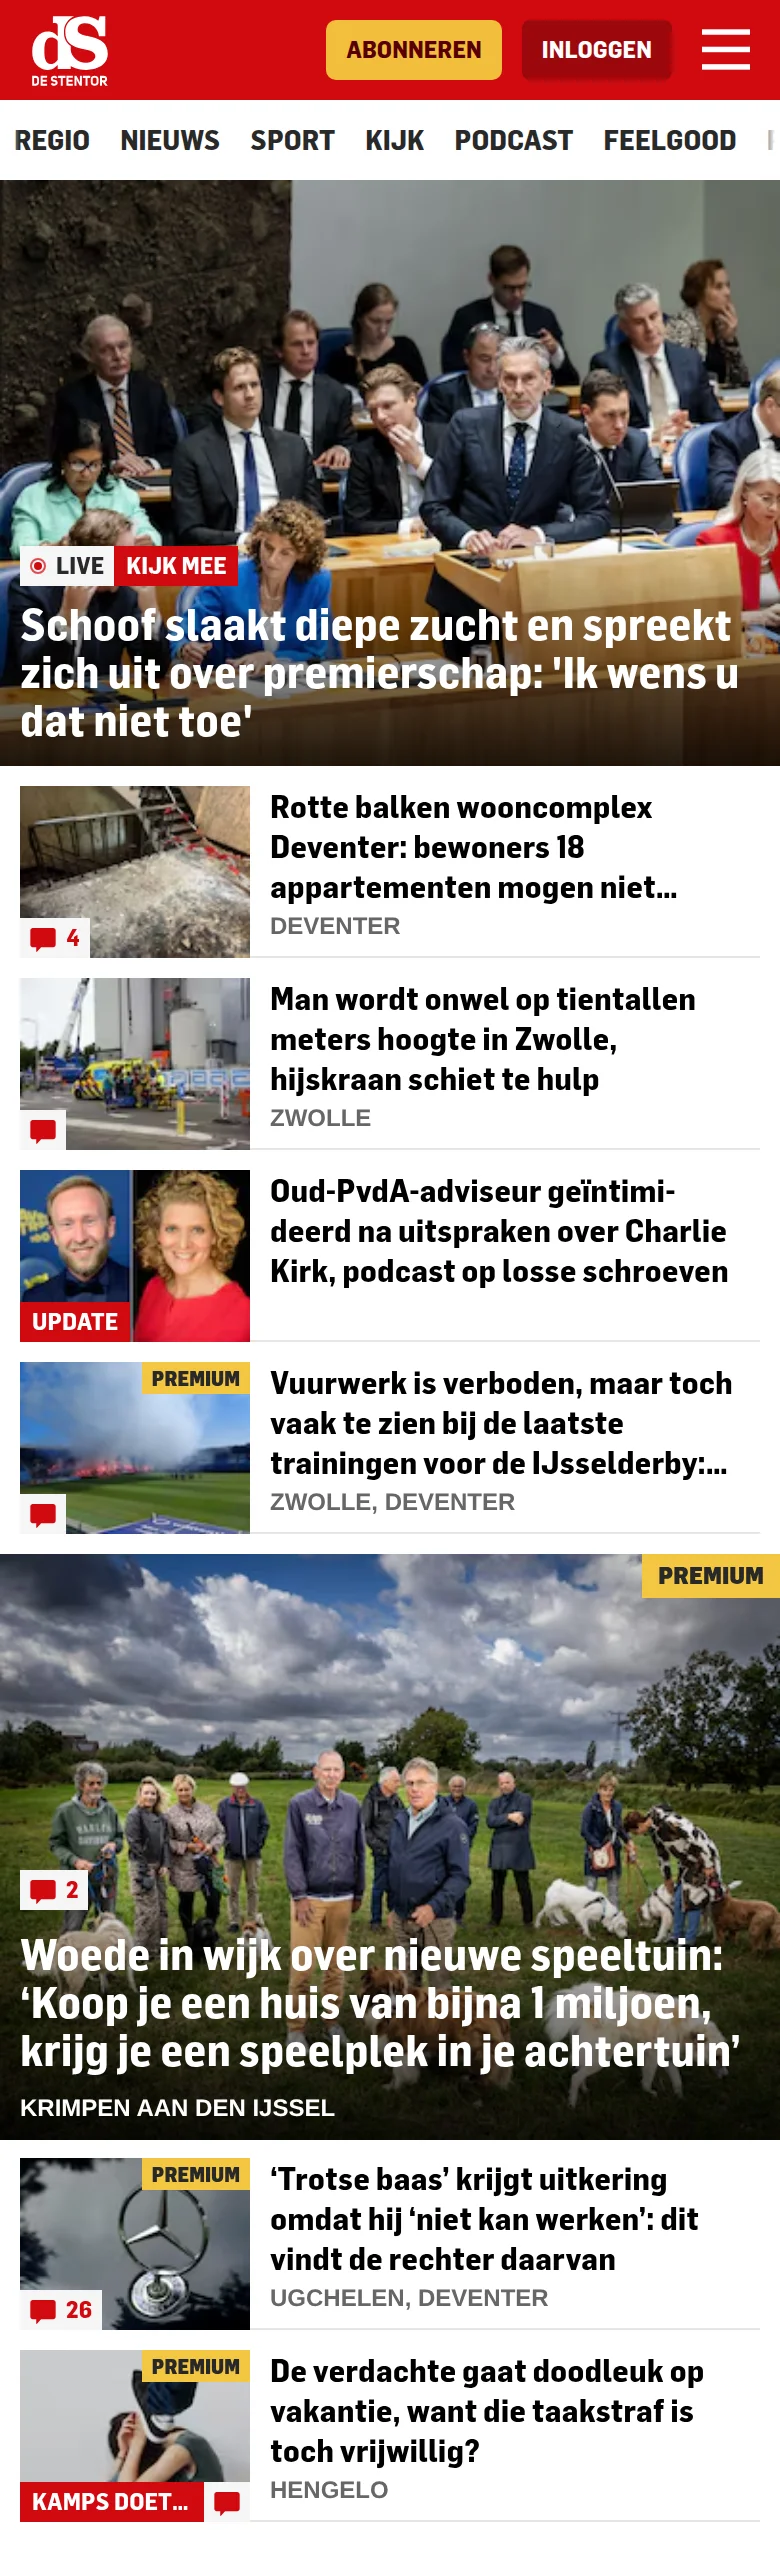 dS
DE STENTOR
ABONNEREN
INLOGGEN
REGIO NIEUWS SPORT KIJK PODCAST FEELGOOD
LIVE KIJK MEE
Schoof slaakt diepe zucht en spreekt
zich uit over premierschap: 'Ik wens u
dat niet toe'
Rotte balken wooncomplex
Deventer: bewoners 18
appartementen mogen niet...
DEVENTER
4
Man wordt onwel op tientallen
meters hoogte in Zwolle,
hijskraan schiet te hulp
ZWOLLE
Oud-PvdA-adviseur geïntimi-
deerd na uitspraken over Charlie
Kirk, podcast op losse schroeven
UPDATE
PREMIUM
Vuurwerk is verboden, maar toch
vaak te zien bij de laatste
trainingen voor de IJsselderby:...
ZWOLLE, DEVENTER
PREMIUM
HARLEY
2
Woede in wijk over nieuwe speeltuin:
‘Koop je een huis van bijna 1 miljoen,
krijg je een speelplek in je achtertuin’
KRIMPEN AAN DEN IJSSEL
PREMIUM
‘Trotse baas’ krijgt uitkering
omdat hij ‘niet kan werken’: dit
vindt de rechter daarvan
UGCHELEN, DEVENTER
26
PREMIUM
De verdachte gaat doodleuk op
vakantie, want die taakstraf is
toch vrijwillig?
HENGELO
KAMPS DOET...